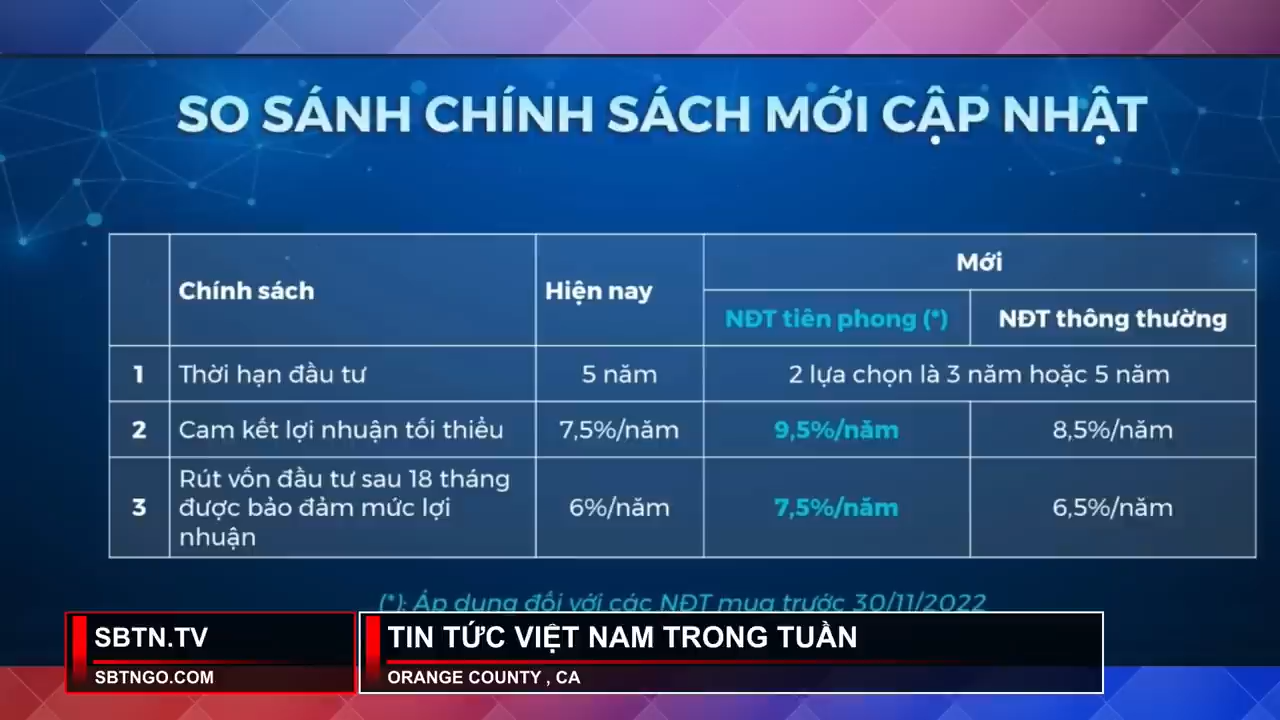 SO SÁNH CHÍNH SÁCH MỚI CẬP NHẬT
Chính sách
Hiện nay
Mới
NĐT tiên phong (*)
NĐT thông thường
1
Thời hạn đầu tư
5 năm
2 lựa chọn là 3 năm hoặc 5 năm
2
Cam kết lợi nhuận tối thiểu
7,5%/năm
9,5%/năm
8,5%/năm
3
Rút vốn đầu tư sau 18 tháng
được bảo đảm mức lợi
nhuận
6%/năm
7,5%/năm
6,5%/năm
(*): Áp dụng đối với các NĐT mua trước 30/11/2022
SBTN.TV
SBTNGO.COM
TIN TỨC VIỆT NAM TRONG TUẦN
ORANGE COUNTY , CA